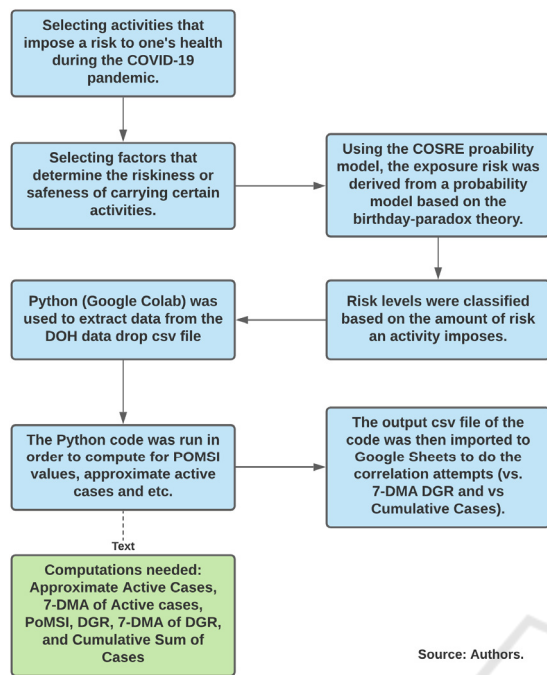 Selecting activities that
impose a risk to one's health
during the COVID-19
pandemic.
Selecting factors that
determine the riskiness or
safeness of carrying certain
activities.
Using the COSRE proability
model, the exposure risk was
derived from a probability
model based on the
birthday-paradox theory.
Python (Google Colab) was
used to extract data from the
DOH data drop csv file
Risk levels were classified
based on the amount of risk
an activity imposes.
The Python code was run in
order to compute for POMSI
values, approximate active
cases and etc.
The output csv file of the
code was then imported to
Google Sheets to do the
correlation attempts (vs.
7-DMA DGR and vs
Cumulative Cases).
Text
Computations needed:
Approximate Active Cases,
7-DMA of Active cases,
PoMSI, DGR, 7-DMA of DGR,
and Cumulative Sum of
Cases
Source: Authors.